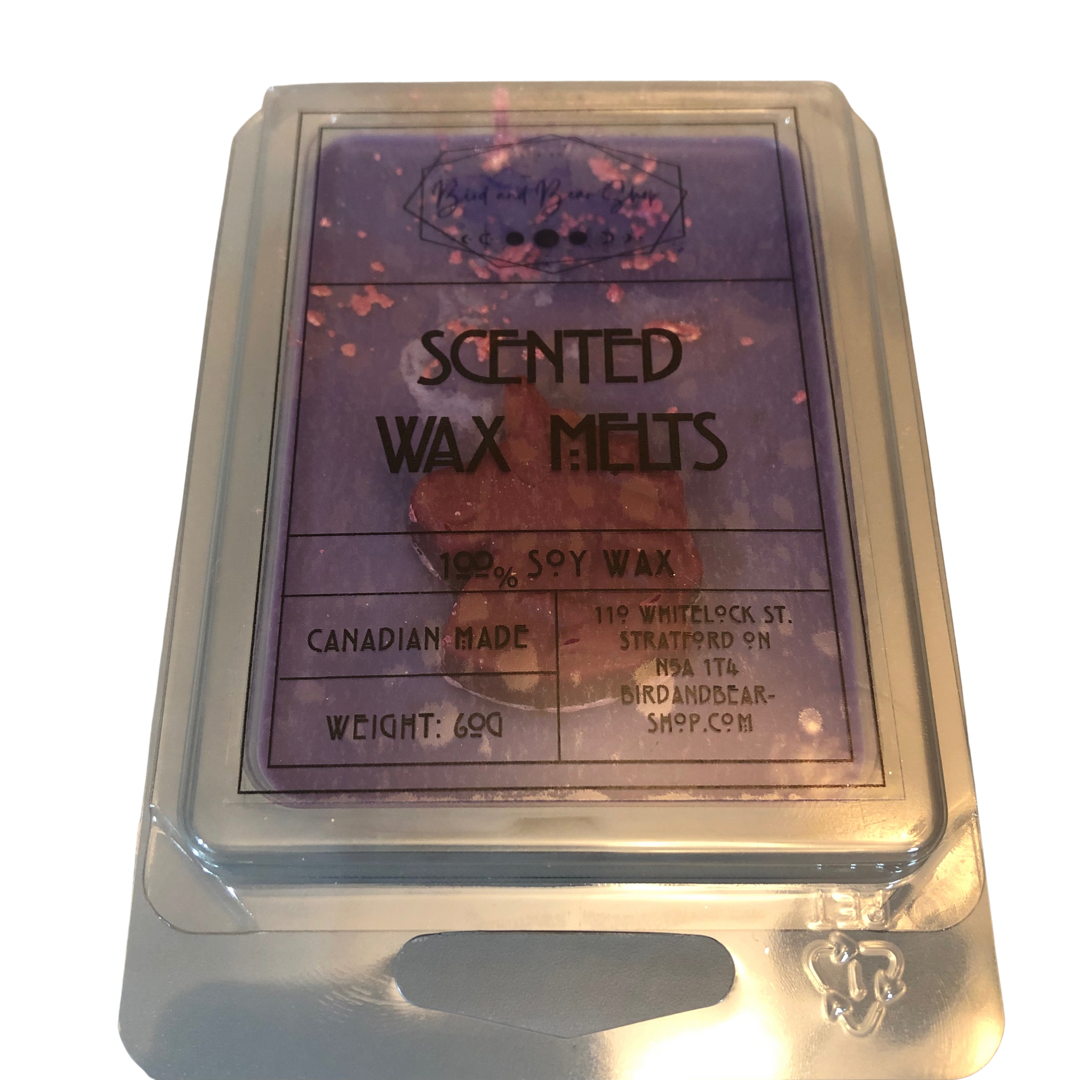 Bird and Bear Shop
SCENTED
WAX MELTS
100% SOY WAX
CANADIAN MADE
WEIGHT: 60G
110 WHITELOCK ST.
STRATFORD ON
N5A 1T4
BIRDANDBEAR-
SHOP.COM
PET
1